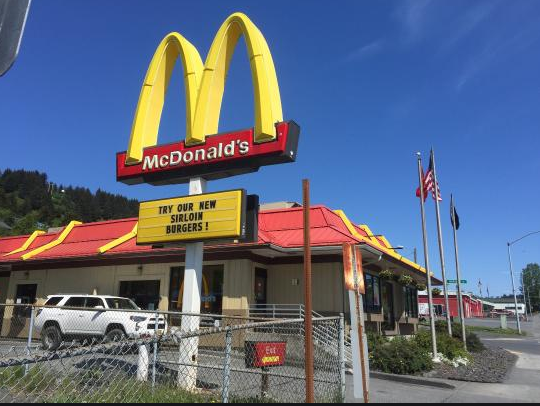 McDonald's
TRY OUR NEW
SIRLOIN
BURGERS !
Exit